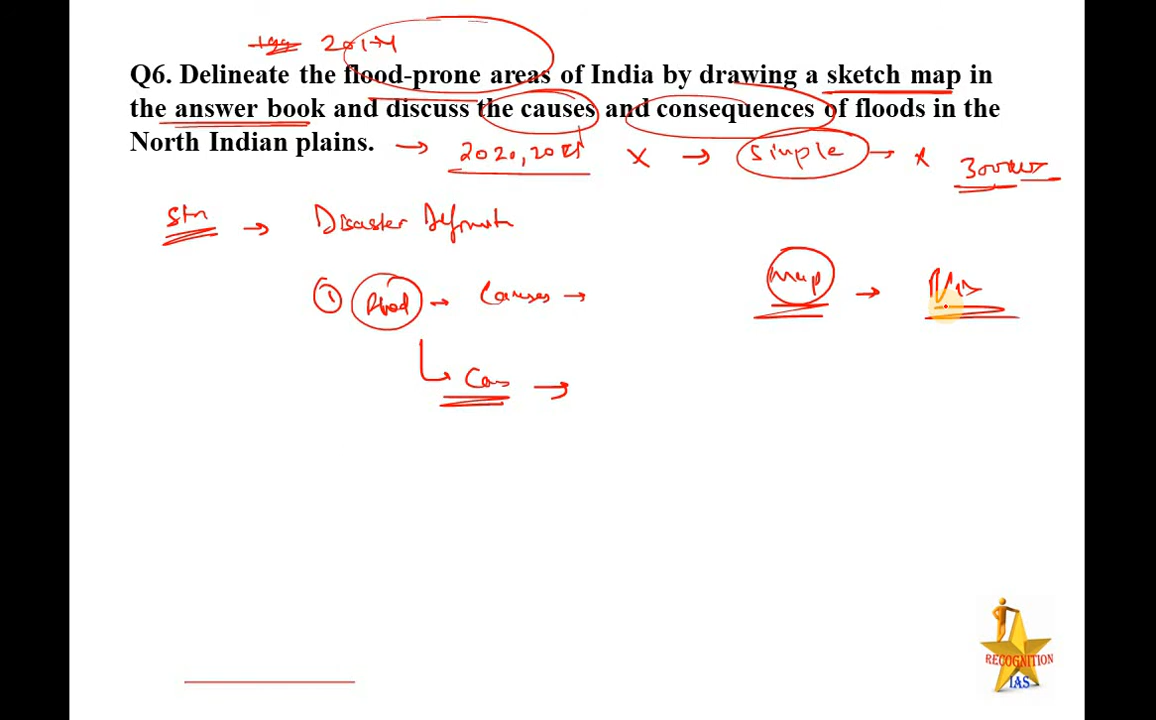 2014
Q6. Delineate the flood-prone areas of India by drawing a sketch map in
the answer book and discuss the causes and consequences of floods in the
North Indian plains. → 2020, 2021 x → simple →
→ Disaster
map →
① Flood → Causes →
→
RECOGNITION
IAS